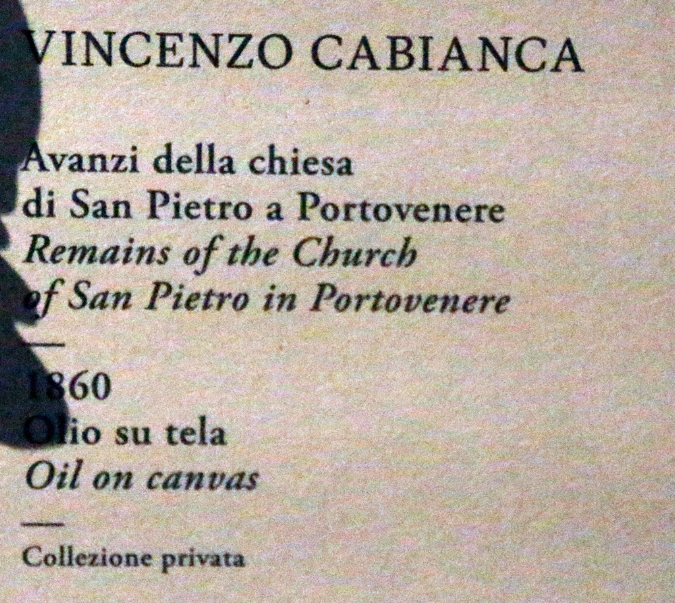 VINCENZO CABIANCA
Avanzi della chiesa
di San Pietro a Portovenere
Remains of the Church
of San Pietro in Portovenere
1860
Olio su tela
Oil on canvas
Collezione privata